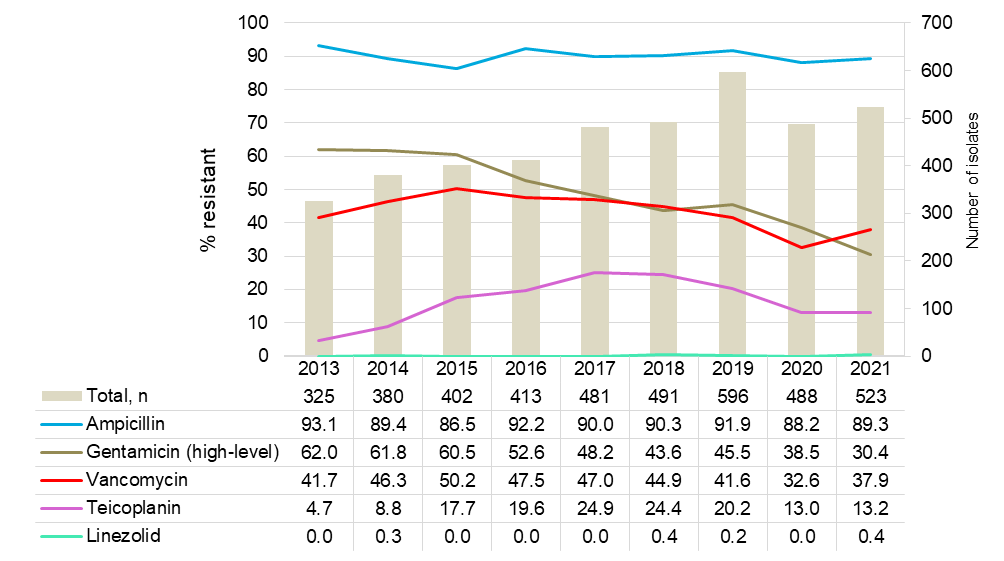 100
90
80
70
60
50
40
30
20
10
0
% resistant
700
600
500
400
300
200
100
0
Number of isolates
2013 2014 2015 2016 2017 2018 2019 2020 2021
Total, n 325 380 402 413 481 491 596 488 523
Ampicillin 93.1 89.4 86.5 92.2 90.0 90.3 91.9 88.2 89.3
Gentamicin (high-level) 62.0 61.8 60.5 52.6 48.2 43.6 45.5 38.5 30.4
Vancomycin 41.7 46.3 50.2 47.5 47.0 44.9 41.6 32.6 37.9
Teicoplanin 4.7 8.8 17.7 19.6 24.9 24.4 20.2 13.0 13.2
Linezolid 0.0 0.3 0.0 0.0 0.0 0.4 0.2 0.0 0.4